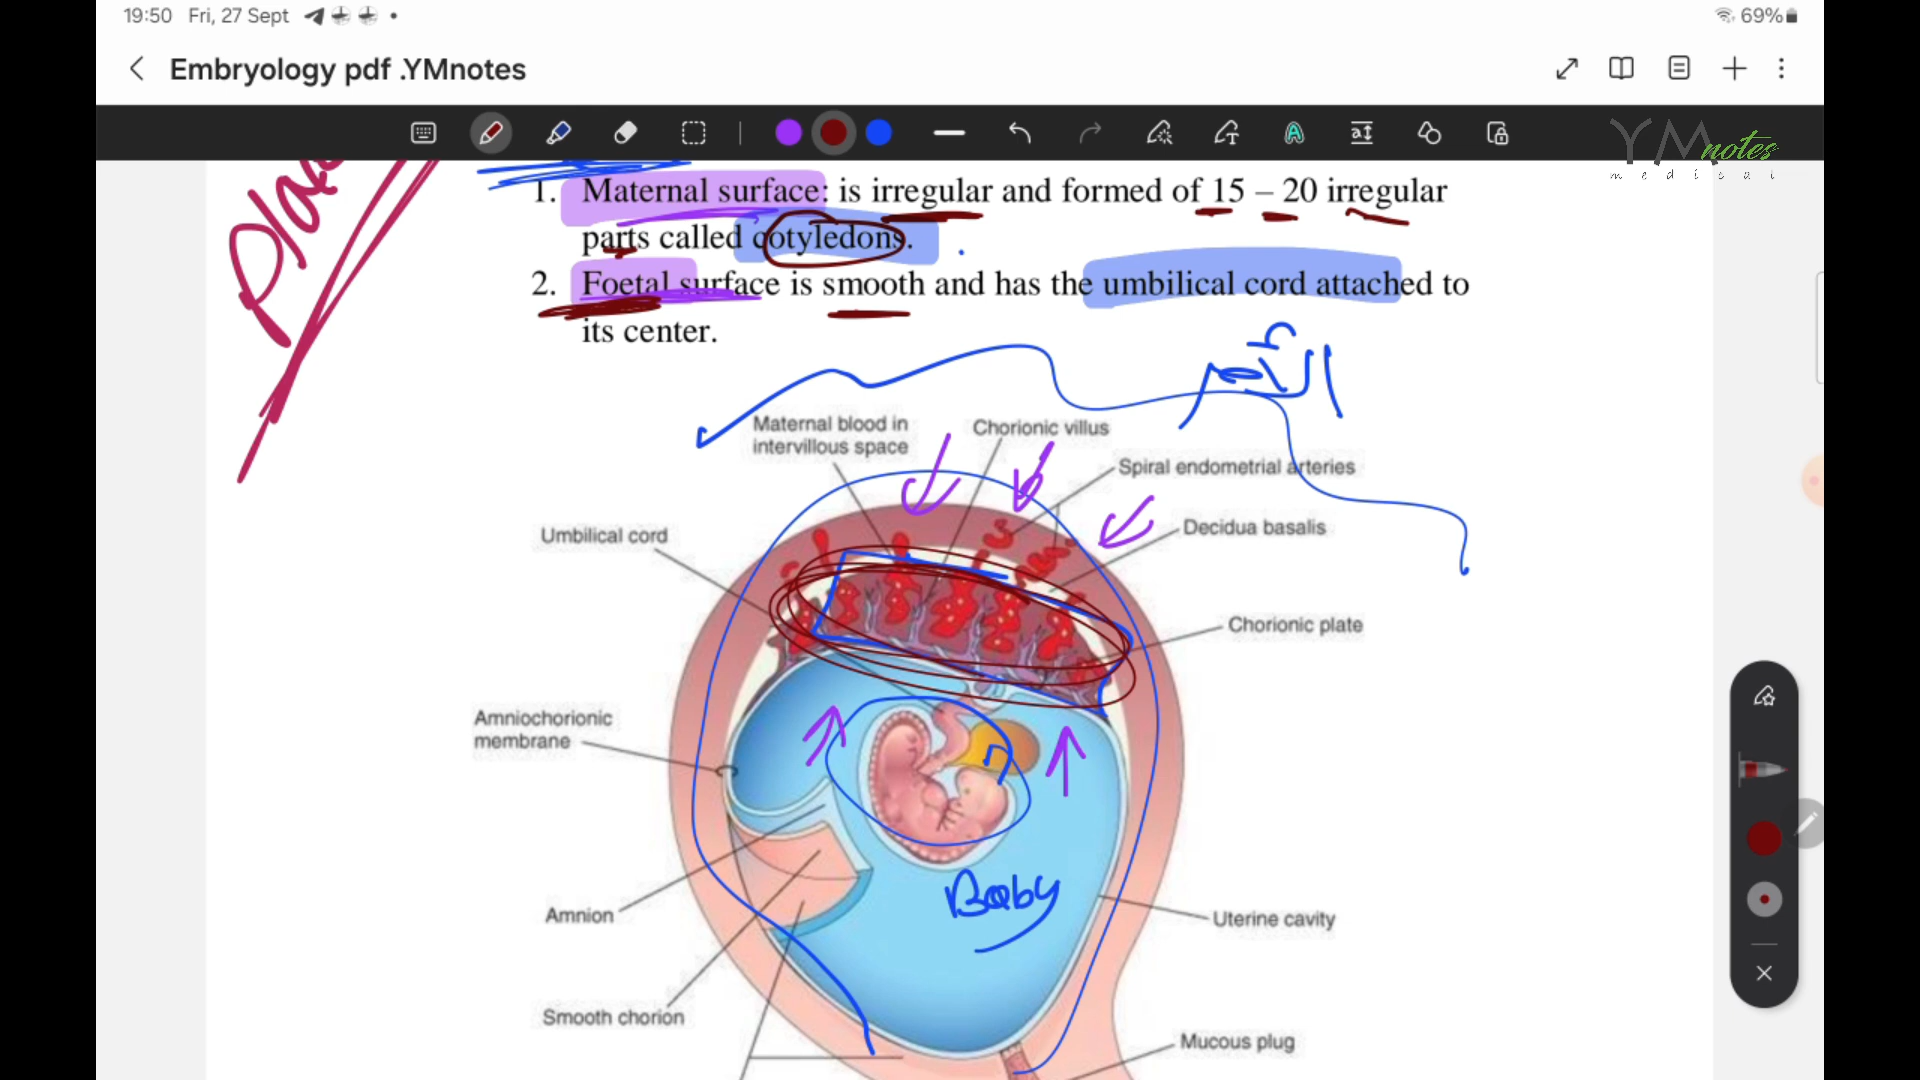 19:50 Fri, 27 Sept
69%
Embryology pdf .YMnotes
YM notes
medical
1. Maternal surface: is irregular and formed of 15 – 20 irregular
parts called cotyledons.
2. Foetal surface is smooth and has the umbilical cord attached to
its center.
Maternal blood in
intervillous space
Chorionic villus
Spiral endometrial arteries
Umbilical cord
Decidua basalis
Chorionic plate
Amniochorionic
membrane
Baby
Amnion
Uterine cavity
Smooth chorion
Mucous plug